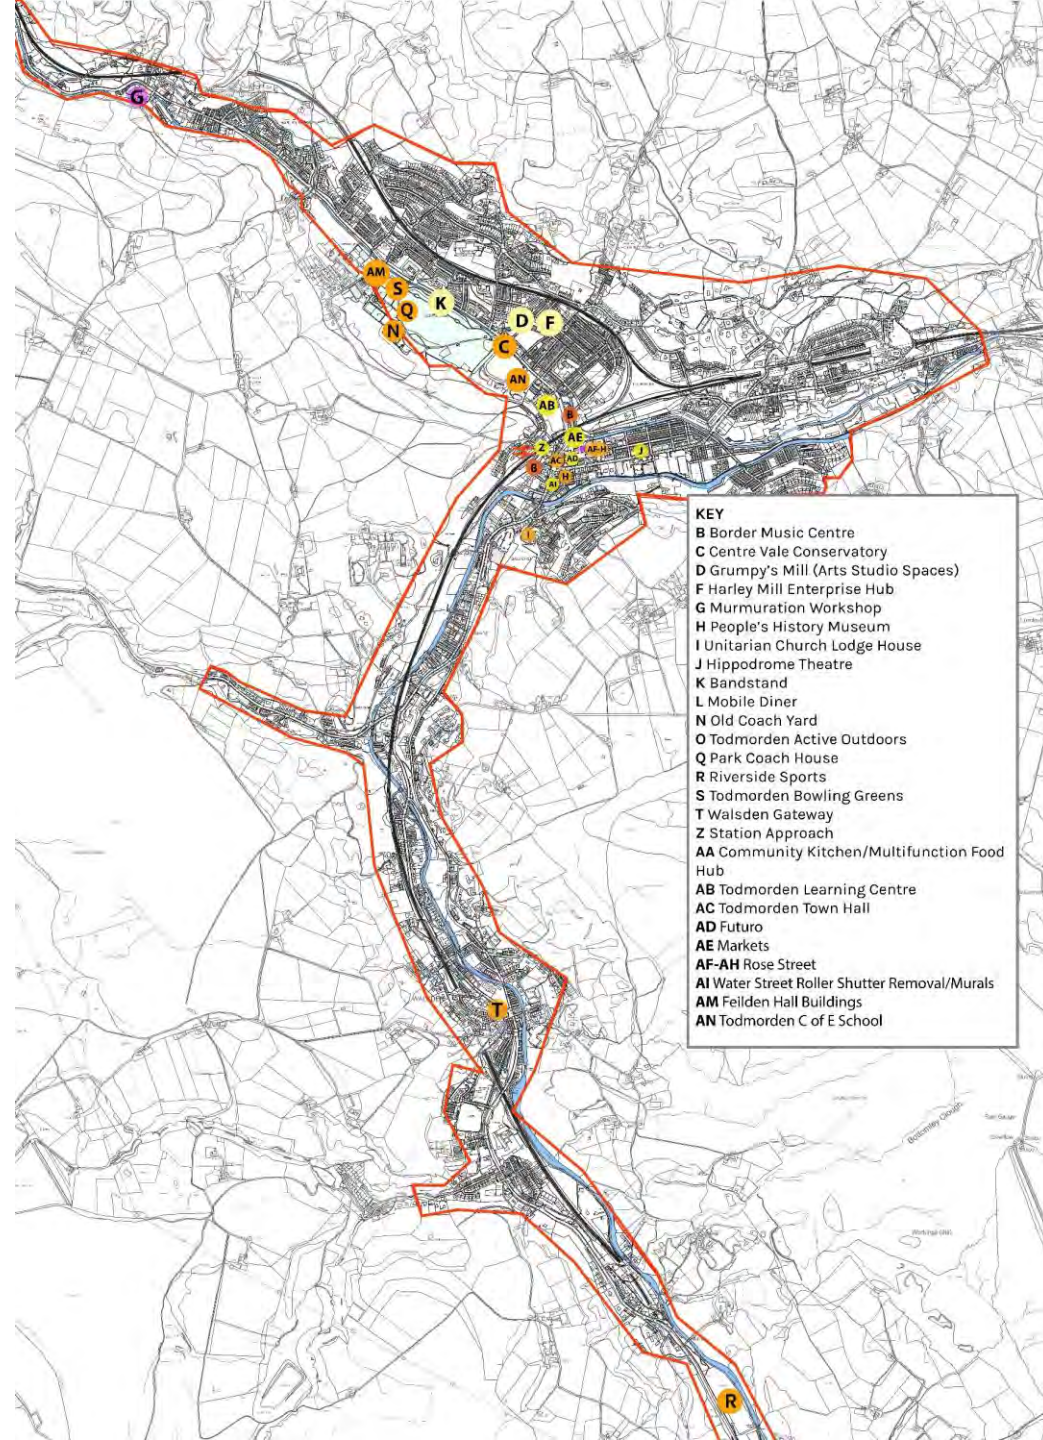 G
AM
S
K
Q
N
D
F
C
AN
AB
B
AE
Z
AF-H
J
AC
AD
B
H
AI
I
KEY
B Border Music Centre
C Centre Vale Conservatory
D Grumpy's Mill (Arts Studio Spaces)
F Harley Mill Enterprise Hub
G Murmuration Workshop
H People's History Museum
I Unitarian Church Lodge House
J Hippodrome Theatre
K Bandstand
L Mobile Diner
N Old Coach Yard
O Todmorden Active Outdoors
Q Park Coach House
R Riverside Sports
S Todmorden Bowling Greens
T Walsden Gateway
Z Station Approach
AA Community Kitchen/Multifunction Food
Hub
AB Todmorden Learning Centre
AC Todmorden Town Hall
AD Futuro
AE Markets
AF-AH Rose Street
AI Water Street Roller Shutter Removal/Murals
AM Feilden Hall Buildings
AN Todmorden C of E School
T
Bottomley Clough
R